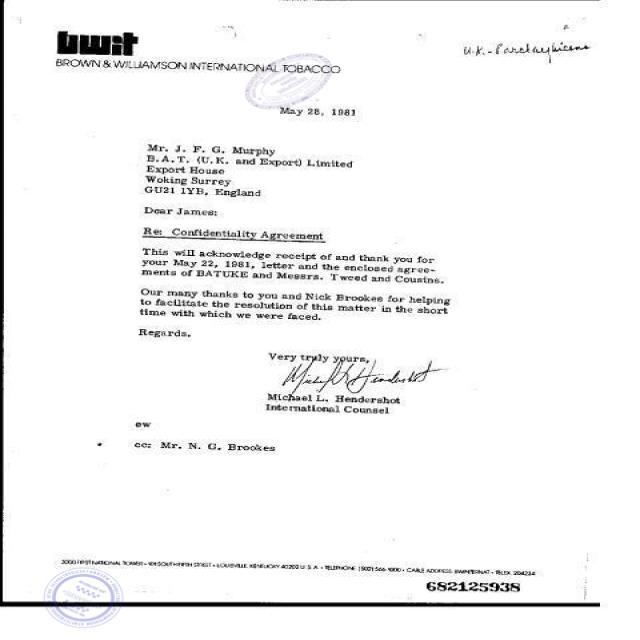 bwit
BROWN & WILLIAMSON INTERNATIONAL TOBACCO
U.K.-
May 28, 1981
Mr. J. F. G. Murphy
B.A.T. (U.K. and Export) Limited
Export House
Woking Surrey
GU21 1YB, England
Dear James:
Re: Confidentiality Agreement
This will acknowledge receipt of and thank you for
your May 22, 1981, letter and the enclosed agree-
ments of BATUKE and Messrs. Tweed and Cousins.
Our many thanks to you and Nick Brookes for helping
to facilitate the resolution of this matter in the short
time with which we were faced.
Regards.
Very truly yours,
Michael L. Hendershot
Michael L. Hendershot
International Counsel
ew
cc: Mr. N. G. Brookes
2000 FIRST NATIONAL TOWER • 101 SOUTH FIFTH STREET • LOUISVILLE, KENTUCKY 40202 U.S.A. • TELEPHONE (502) 566-1000 • CABLE ADDRESS: BWINTERNAT • TELEX: 204234
682125938